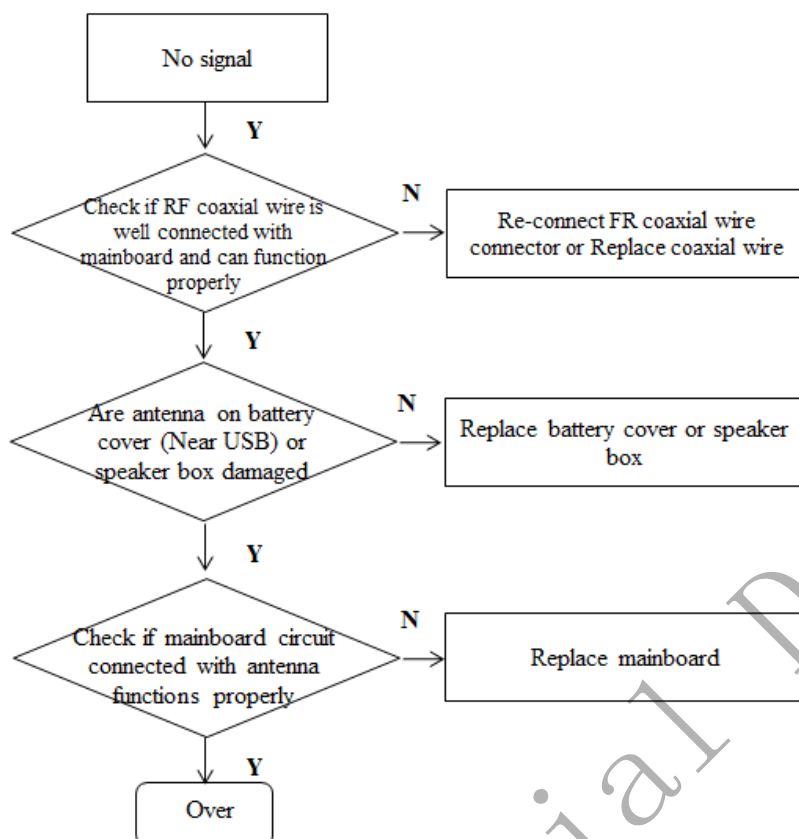 No signal
Y
Check if RF coaxial wire is
well connected with
mainboard and can function
properly
N
Re-connect FR coaxial wire
connector or Replace coaxial wire
Y
Are antenna on battery
cover (Near USB) or
speaker box damaged
N
Replace battery cover or speaker
box
Y
Check if mainboard circuit
connected with antenna
functions properly
N
Replace mainboard
Y
Over